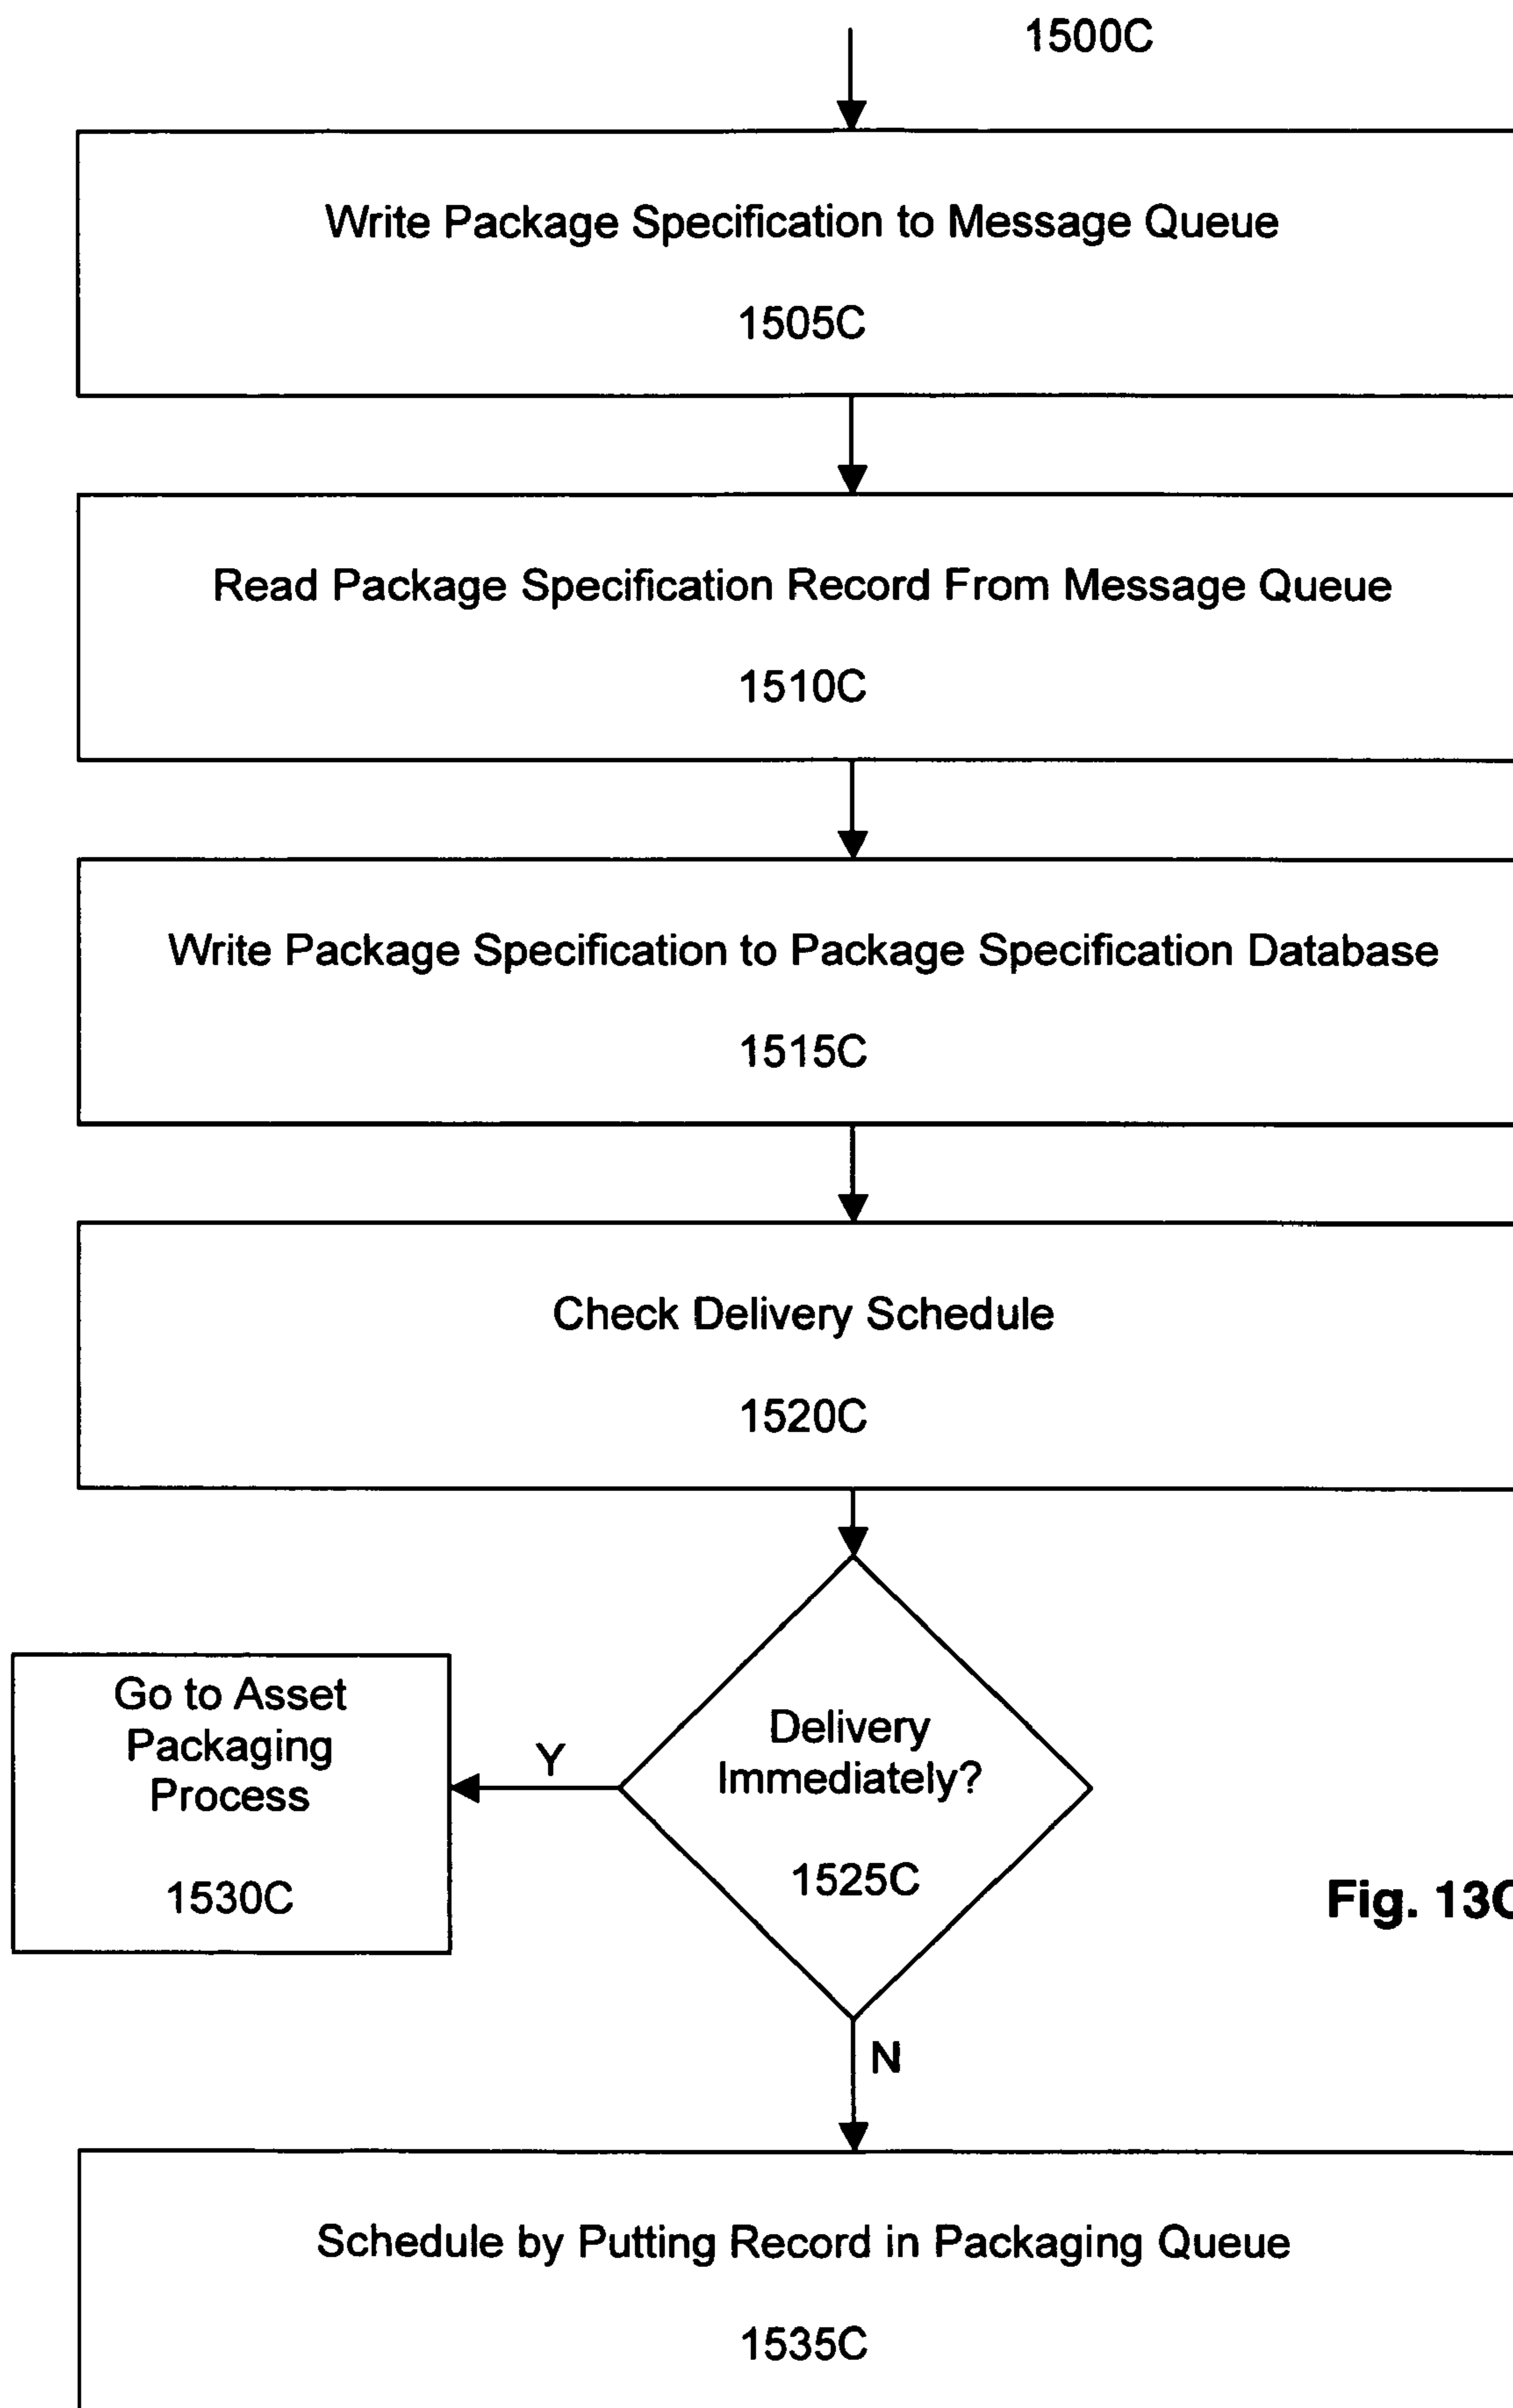 1500C
Write Package Specification to Message Queue
1505C
Read Package Specification Record From Message Queue
1510C
Write Package Specification to Package Specification Database
1515C
Check Delivery Schedule
1520C
Delivery
Immediately?
1525C
Y
Go to Asset
Packaging
Process
1530C
Fig. 13C
N
Schedule by Putting Record in Packaging Queue
1535C